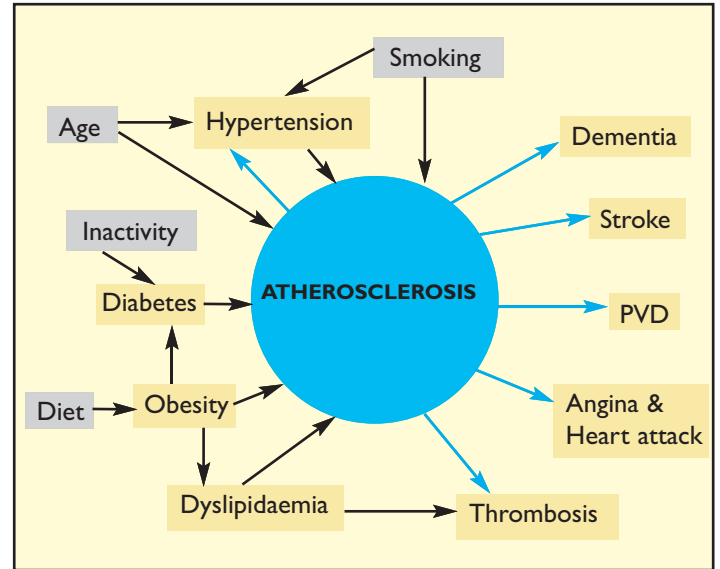 Smoking
Age
Hypertension
Dementia
Inactivity
Stroke
Diabetes
ATHEROSCLEROSIS
PVD
Diet
Obesity
Angina &
Heart attack
Dyslipidaemia
Thrombosis